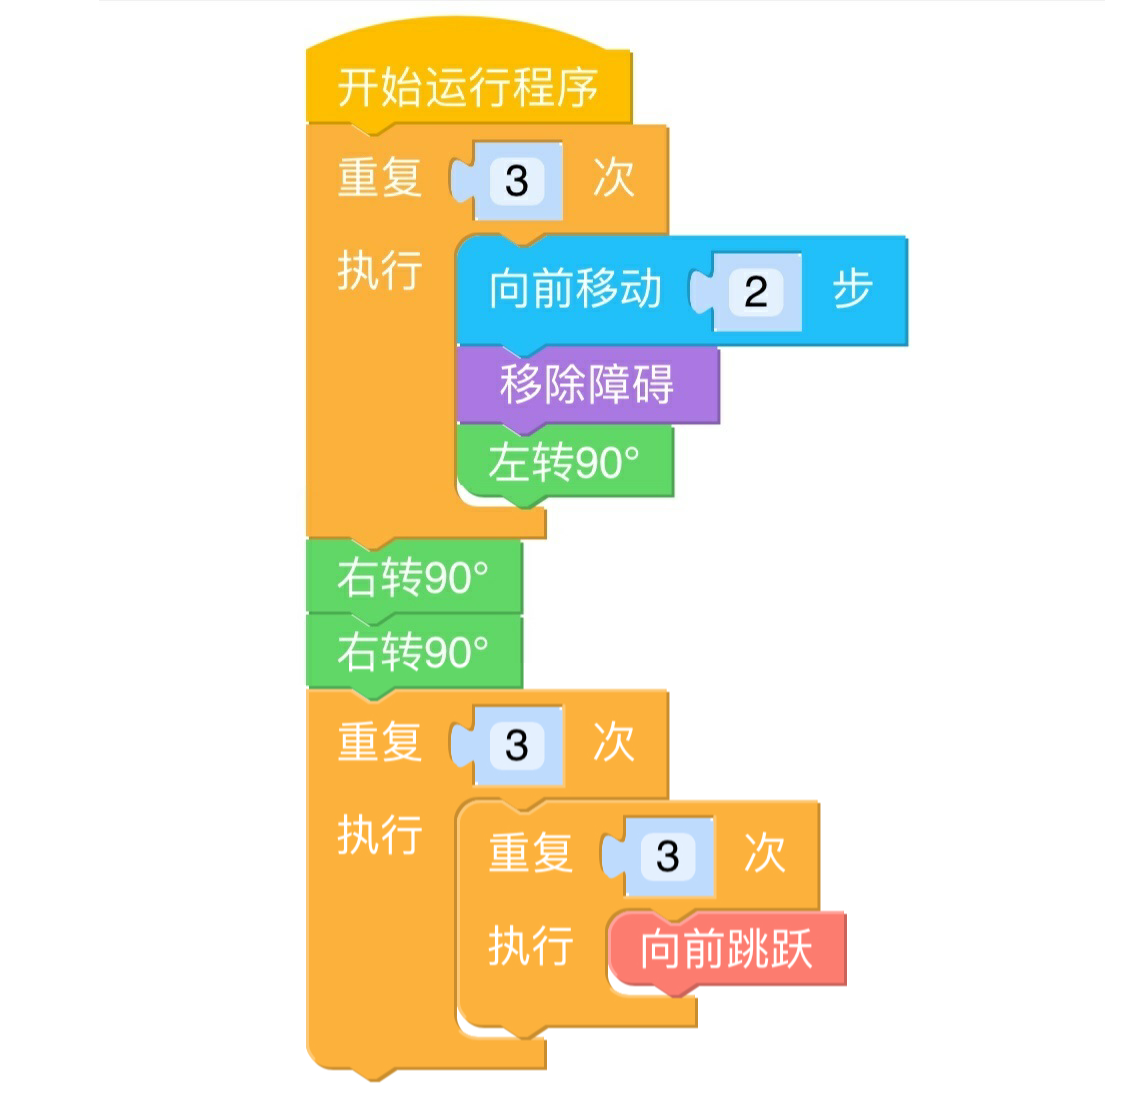 开始运行程序
重复 3 次
执行
向前移动 2 步
移除障碍
左转90°
右转90°
右转90°
重复 3 次
执行
重复 3 次
执行
向前跳跃